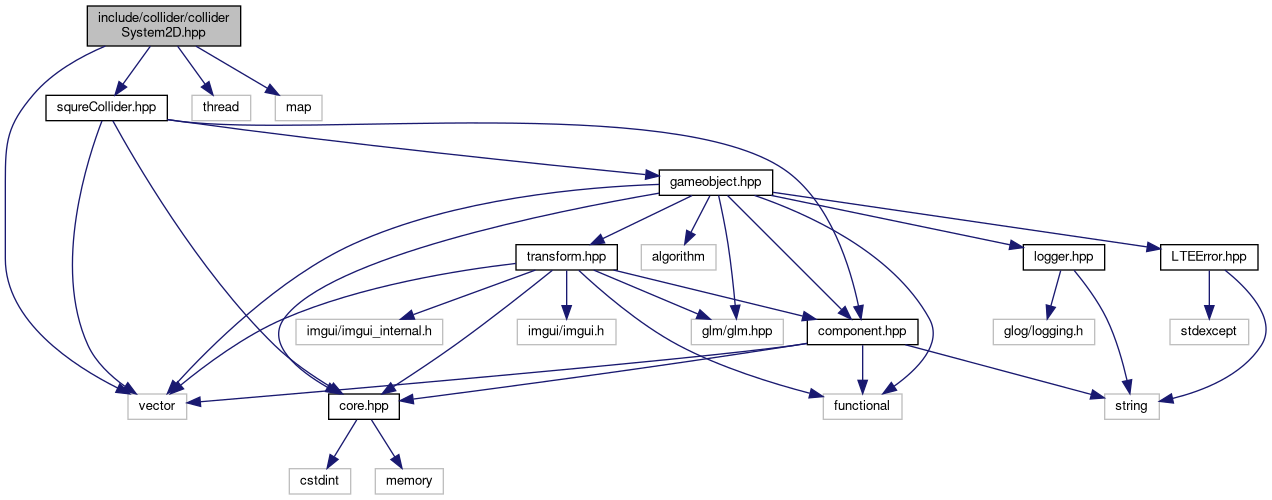 include/collider/collider
System2D.hpp
squreCollider.hpp
thread
map
gameobject.hpp
transform.hpp
algorithm
logger.hpp
LTEError.hpp
imgui/imgui_internal.h
imgui/imgui.h
glm/glm.hpp
component.hpp
glog/logging.h
stdexcept
vector
core.hpp
functional
string
cstdint
memory